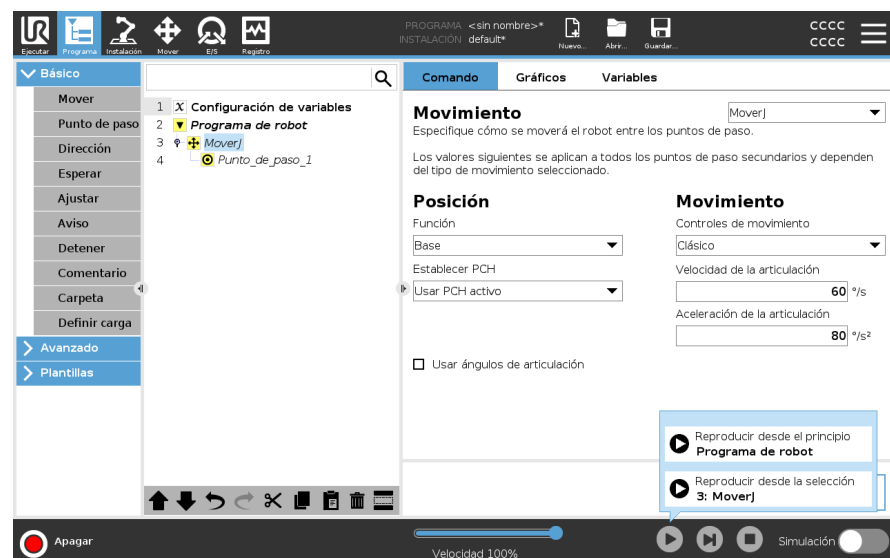 UR
Ejecutar
Programa
Instalación
Mover
E/S
Registro
PROGRAMA <sin nombre>*
INSTALACIÓN default*
Nuevo...
Abrir...
Guardar...
CCCC
CCCC
Básico
Mover
Punto de paso
Dirección
Esperar
Ajustar
Aviso
Detener
Comentario
Carpeta
Definir carga
Avanzado
Plantillas
1 X Configuración de variables
2 Programa de robot
3 MoverJ
4 Punto_de_paso_1
Comando Gráficos Variables
Movimiento
MoverJ
Especifique cómo se moverá el robot entre los puntos de paso.
Los valores siguientes se aplican a todos los puntos de paso secundarios y dependen
del tipo de movimiento seleccionado.
Posición
Función
Base
Establecer PCH
Usar PCH activo
Usar ángulos de articulación
Movimiento
Controles de movimiento
Clásico
Velocidad de la articulación
60 °/s
Aceleración de la articulación
80 °/s²
Reproducir desde el principio
Programa de robot
Reproducir desde la selección
3: MoverJ
Apagar
Velocidad 100%
Simulación